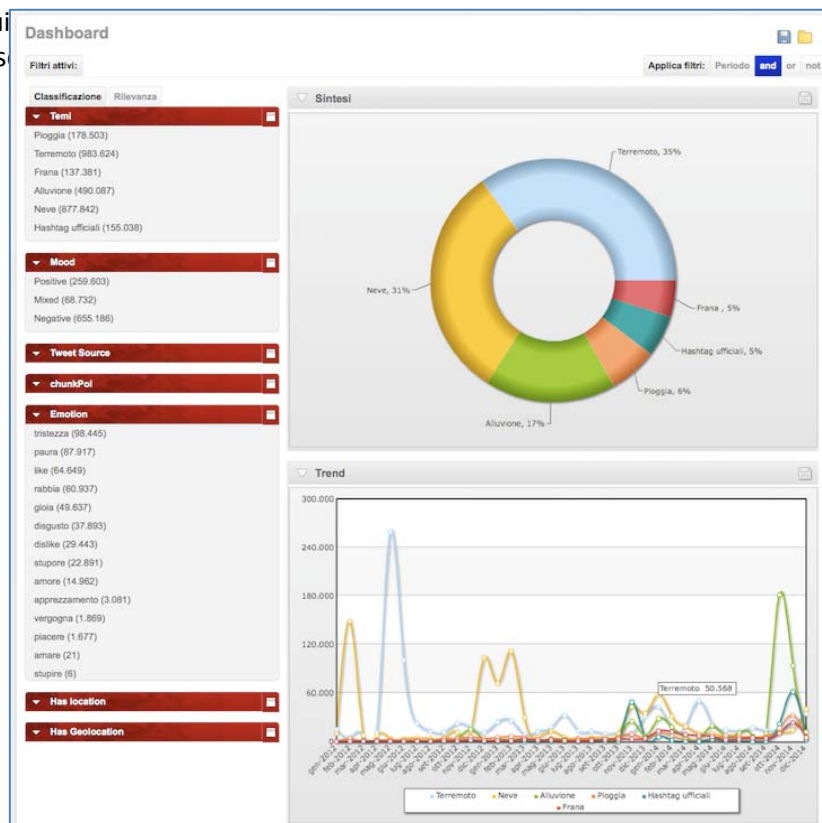 ui
Dashboard
Filtri attivi:
Applica filtri: Periodo and or not
Classificazione Rilevanza
Temi
Pioggia (178.503)
Terremoto (983.624)
Frana (137.381)
Alluvione (490.087)
Neve (877.842)
Hashtag ufficiali (155.038)
Mood
Positive (259.603)
Mixed (68.732)
Negative (655.186)
Tweet Source
chunkPol
Emotion
tristezza (98.445)
paura (87.917)
like (64.649)
rabbia (60.937)
gioia (49.637)
disgusto (37.893)
dislike (29.443)
stupore (22.891)
amore (14.962)
apprezzamento (3.081)
vergogna (1.869)
piacere (1.677)
amare (21)
stupire (6)
Has location
Has Geolocation
Sintesi
Terremoto, 35%
Neve, 31%
Frana , 5%
Hashtag ufficiali, 5%
Pioggia, 6%
Alluvione, 17%
Trend
300.000
240.000
180.000
120.000
60.000
Terremoto 50.568
Terremoto Neve Alluvione Pioggia Hashtag ufficiali
Frana